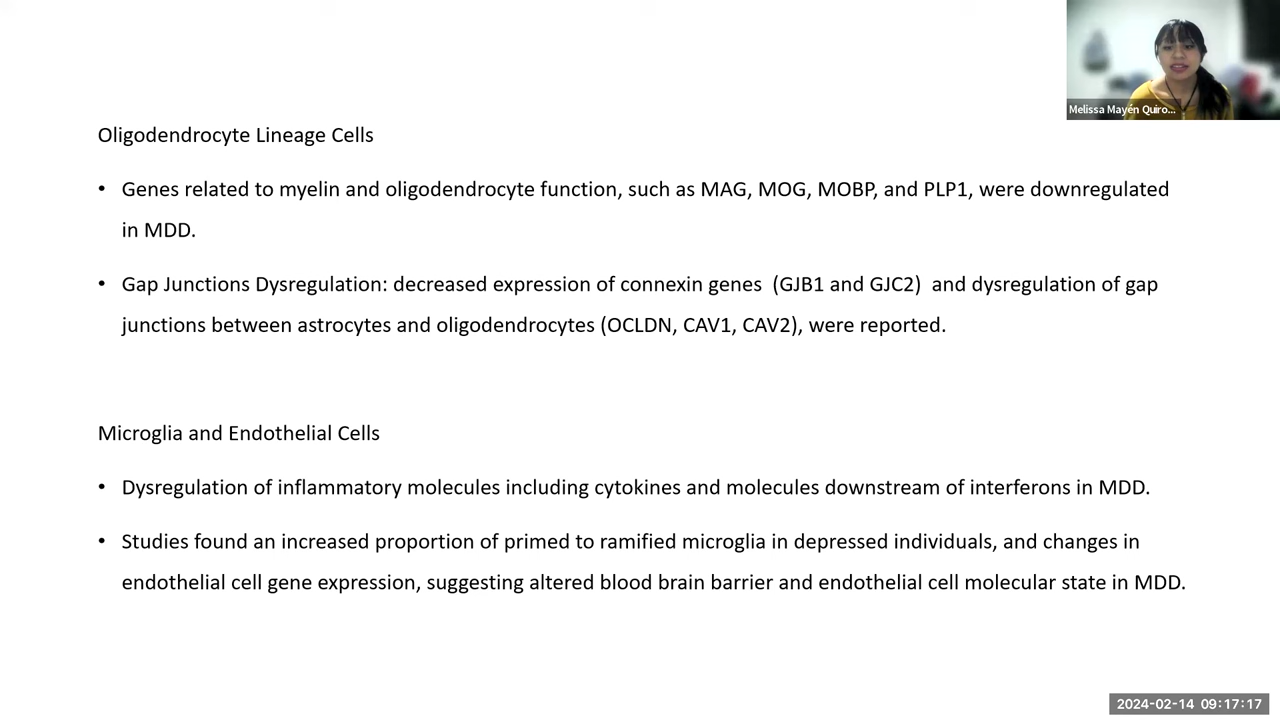 Melissa Mayén Quiro...
Oligodendrocyte Lineage Cells
• Genes related to myelin and oligodendrocyte function, such as MAG, MOG, MOBP, and PLP1, were downregulated
in MDD.
• Gap Junctions Dysregulation: decreased expression of connexin genes (GJB1 and GJC2) and dysregulation of gap
junctions between astrocytes and oligodendrocytes (OCLDN, CAV1, CAV2), were reported.
Microglia and Endothelial Cells
• Dysregulation of inflammatory molecules including cytokines and molecules downstream of interferons in MDD.
• Studies found an increased proportion of primed to ramified microglia in depressed individuals, and changes in
endothelial cell gene expression, suggesting altered blood brain barrier and endothelial cell molecular state in MDD.
2024-02-14 09:17:17